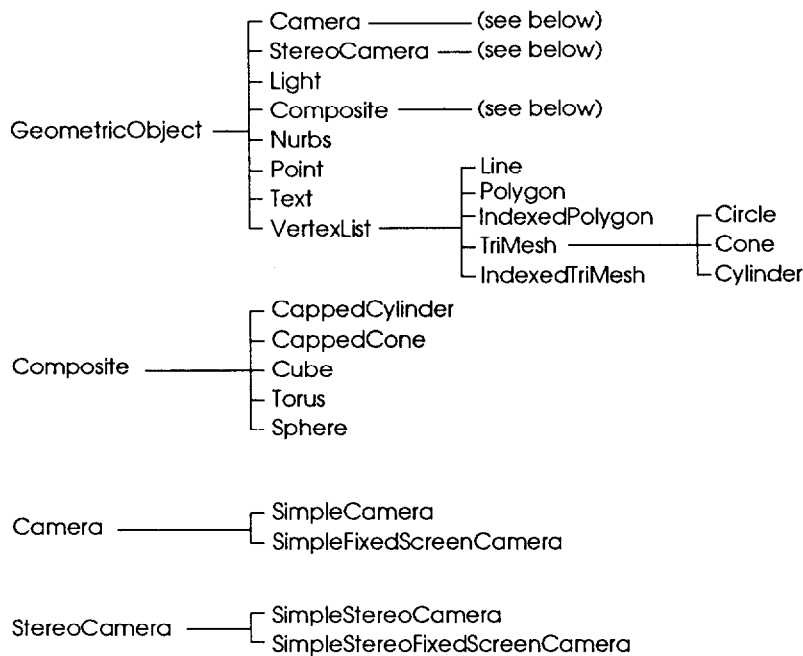 Camera (see below)
StereoCamera (see below)
Light
Composite (see below)
GeometricObject
Nurbs
Point
Text
VertexList
Line
Polygon
IndexedPolygon
TriMesh
IndexedTriMesh
Circle
Cone
Cylinder
Composite
CappedCylinder
CappedCone
Cube
Torus
Sphere
Camera
SimpleCamera
SimpleFixedScreenCamera
StereoCamera
SimpleStereoCamera
SimpleStereoFixedScreenCamera